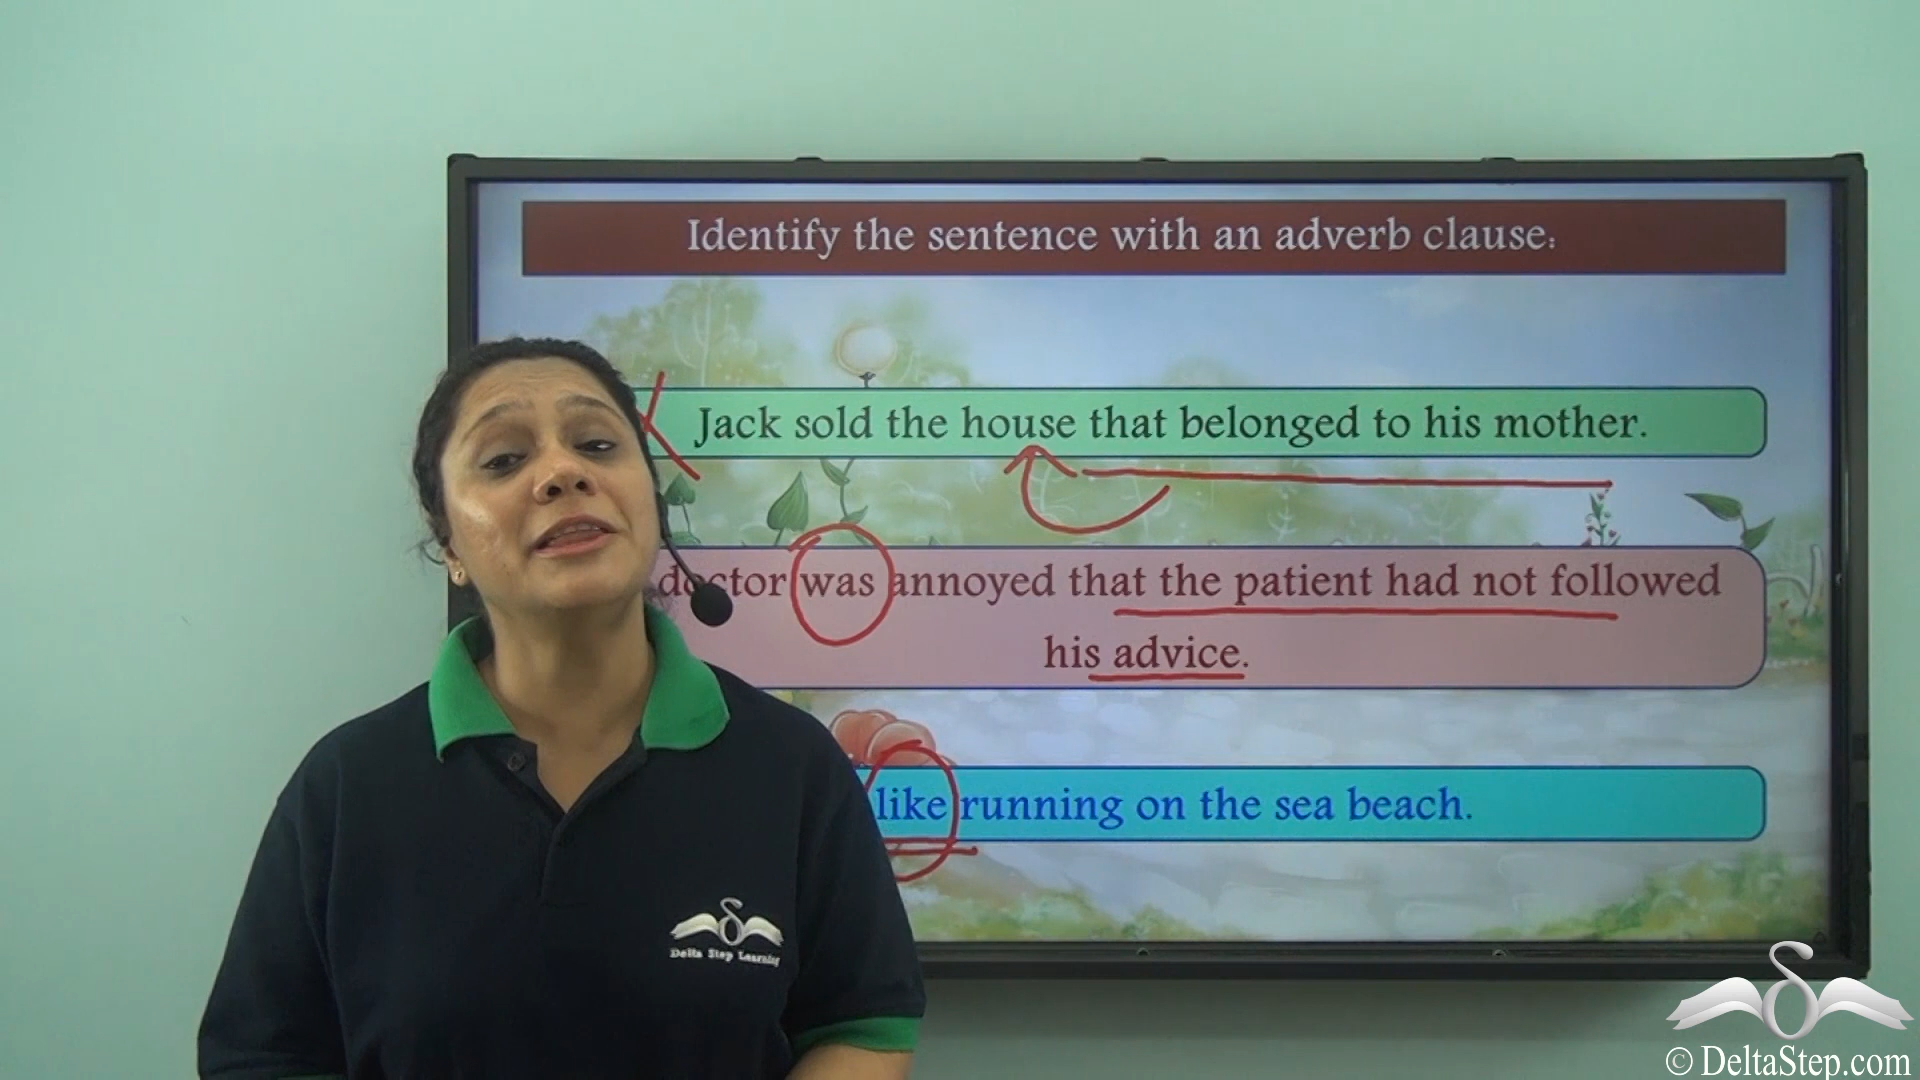 Identify the sentence with an adverb clause:
Jack sold the house that belonged to his mother.
doctor was annoyed that the patient had not followed
his advice.
like running on the sea beach.
Delta Step Learning
© DeltaStep.com